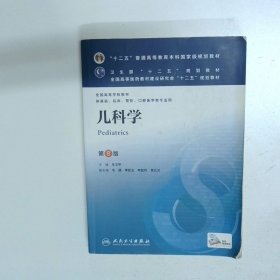 “十二五”普通高等教育本科国家级规划教材
卫生部“十二五”规划教材
全国高等医药教材建设研究会“十二五”规划教材
全国高等学校教材
供基础、临床、预防、口腔医学类专业用
儿科学
Pediatrics
第8版
人民卫生出版社